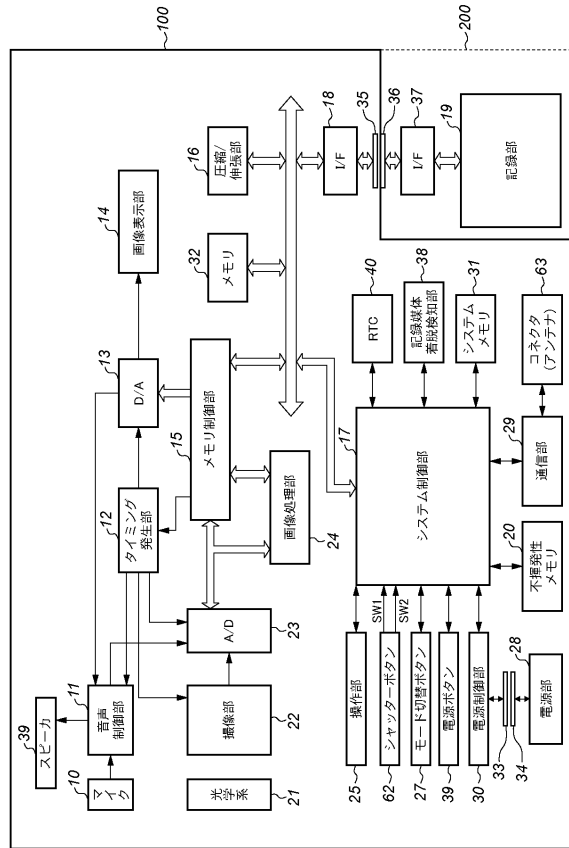 100
200
39
スピーカ
10
マイク
11
音声
制御部
12
タイミング
発生部
13
D/A
14
画像表示部
21
光学系
22
撮像部
23
A/D
15
メモリ制御部
24
画像処理部
32
メモリ
16
圧縮/
伸張部
18
I/F
35
36
37
I/F
19
記録部
25
操作部
62
シャッターボタン
SW1
SW2
27
モード切替ボタン
39
電源ボタン
30
電源制御部
33
34
28
電源部
17
システム制御部
40
RTC
38
記録媒体
着脱検知部
31
システム
メモリ
20
不揮発性
メモリ
29
通信部
63
コネクタ
(アンテナ)